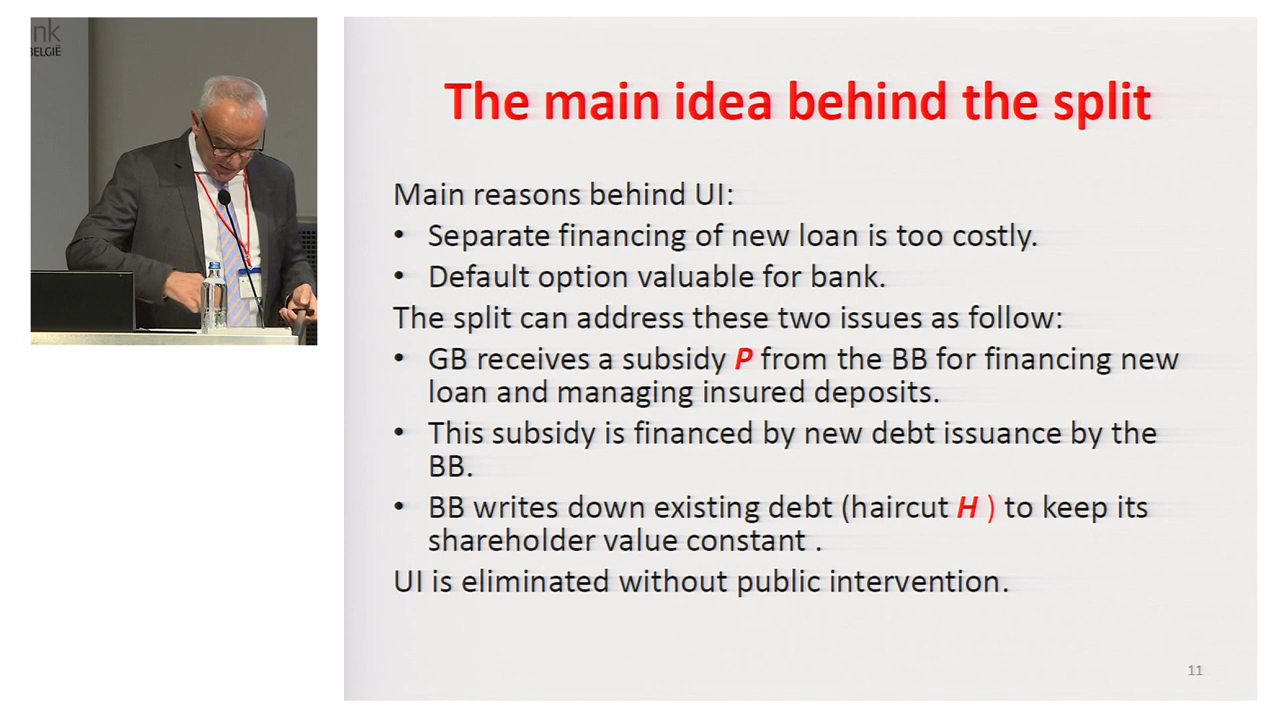 nk
BELGIË
The main idea behind the split
Main reasons behind UI:
• Separate financing of new loan is too costly.
• Default option valuable for bank.
The split can address these two issues as follow:
• GB receives a subsidy P from the BB for financing new
loan and managing insured deposits.
• This subsidy is financed by new debt issuance by the
BB.
• BB writes down existing debt (haircut H ) to keep its
shareholder value constant .
UI is eliminated without public intervention.
11